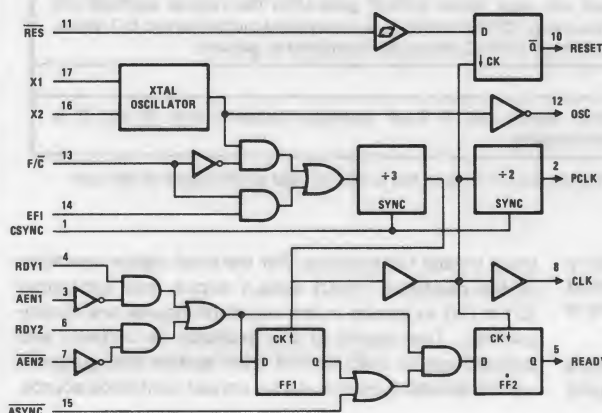 RES 11
D
Q
10
RESET
CK
X1 17
X2 16
XTAL
OSCILLATOR
12
OSC
F/C 13
÷3
SYNC
÷2
SYNC
2
PCLK
EFI 14
CSYNC 1
RDY1 4
AEN1 3
RDY2 6
AEN2 7
8
CLK
CK
D Q
FF1
CK
D Q
FF2
5
READY
ASYNC 15